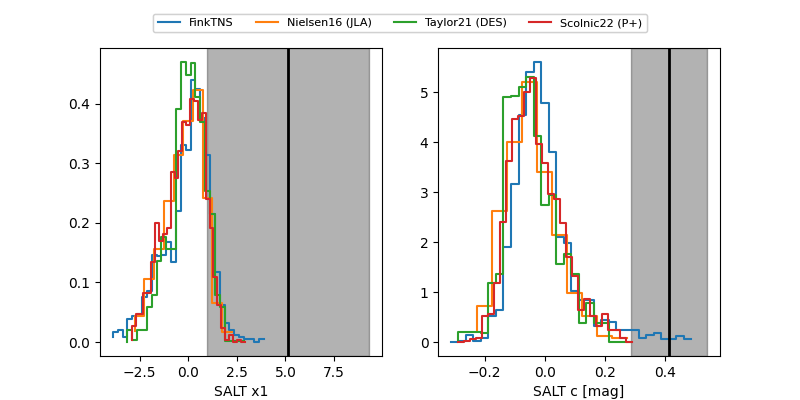 FinkTNS Nielsen16 (JLA) Taylor21 (DES) Scolnic22 (P+)
0.4
0.3
0.2
0.1
0.0
−2.5 0.0 2.5 5.0 7.5
SALT x1
5
4
3
2
1
0
−0.2 0.0 0.2 0.4
SALT c [mag]